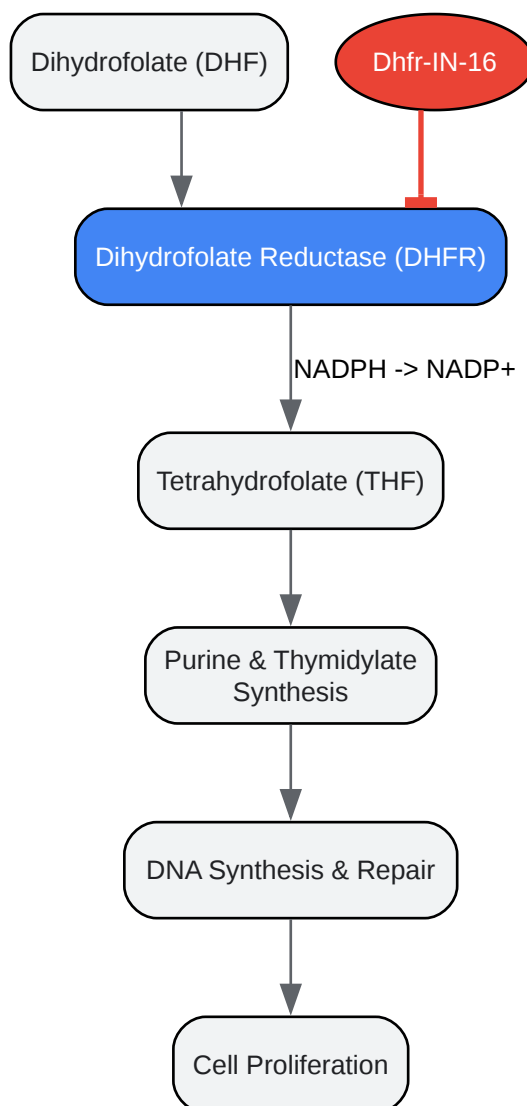 Dihydrofolate (DHF)
Dhfr-IN-16
Dihydrofolate Reductase (DHFR)
NADPH -> NADP+
Tetrahydrofolate (THF)
Purine & Thymidylate
Synthesis
DNA Synthesis & Repair
Cell Proliferation